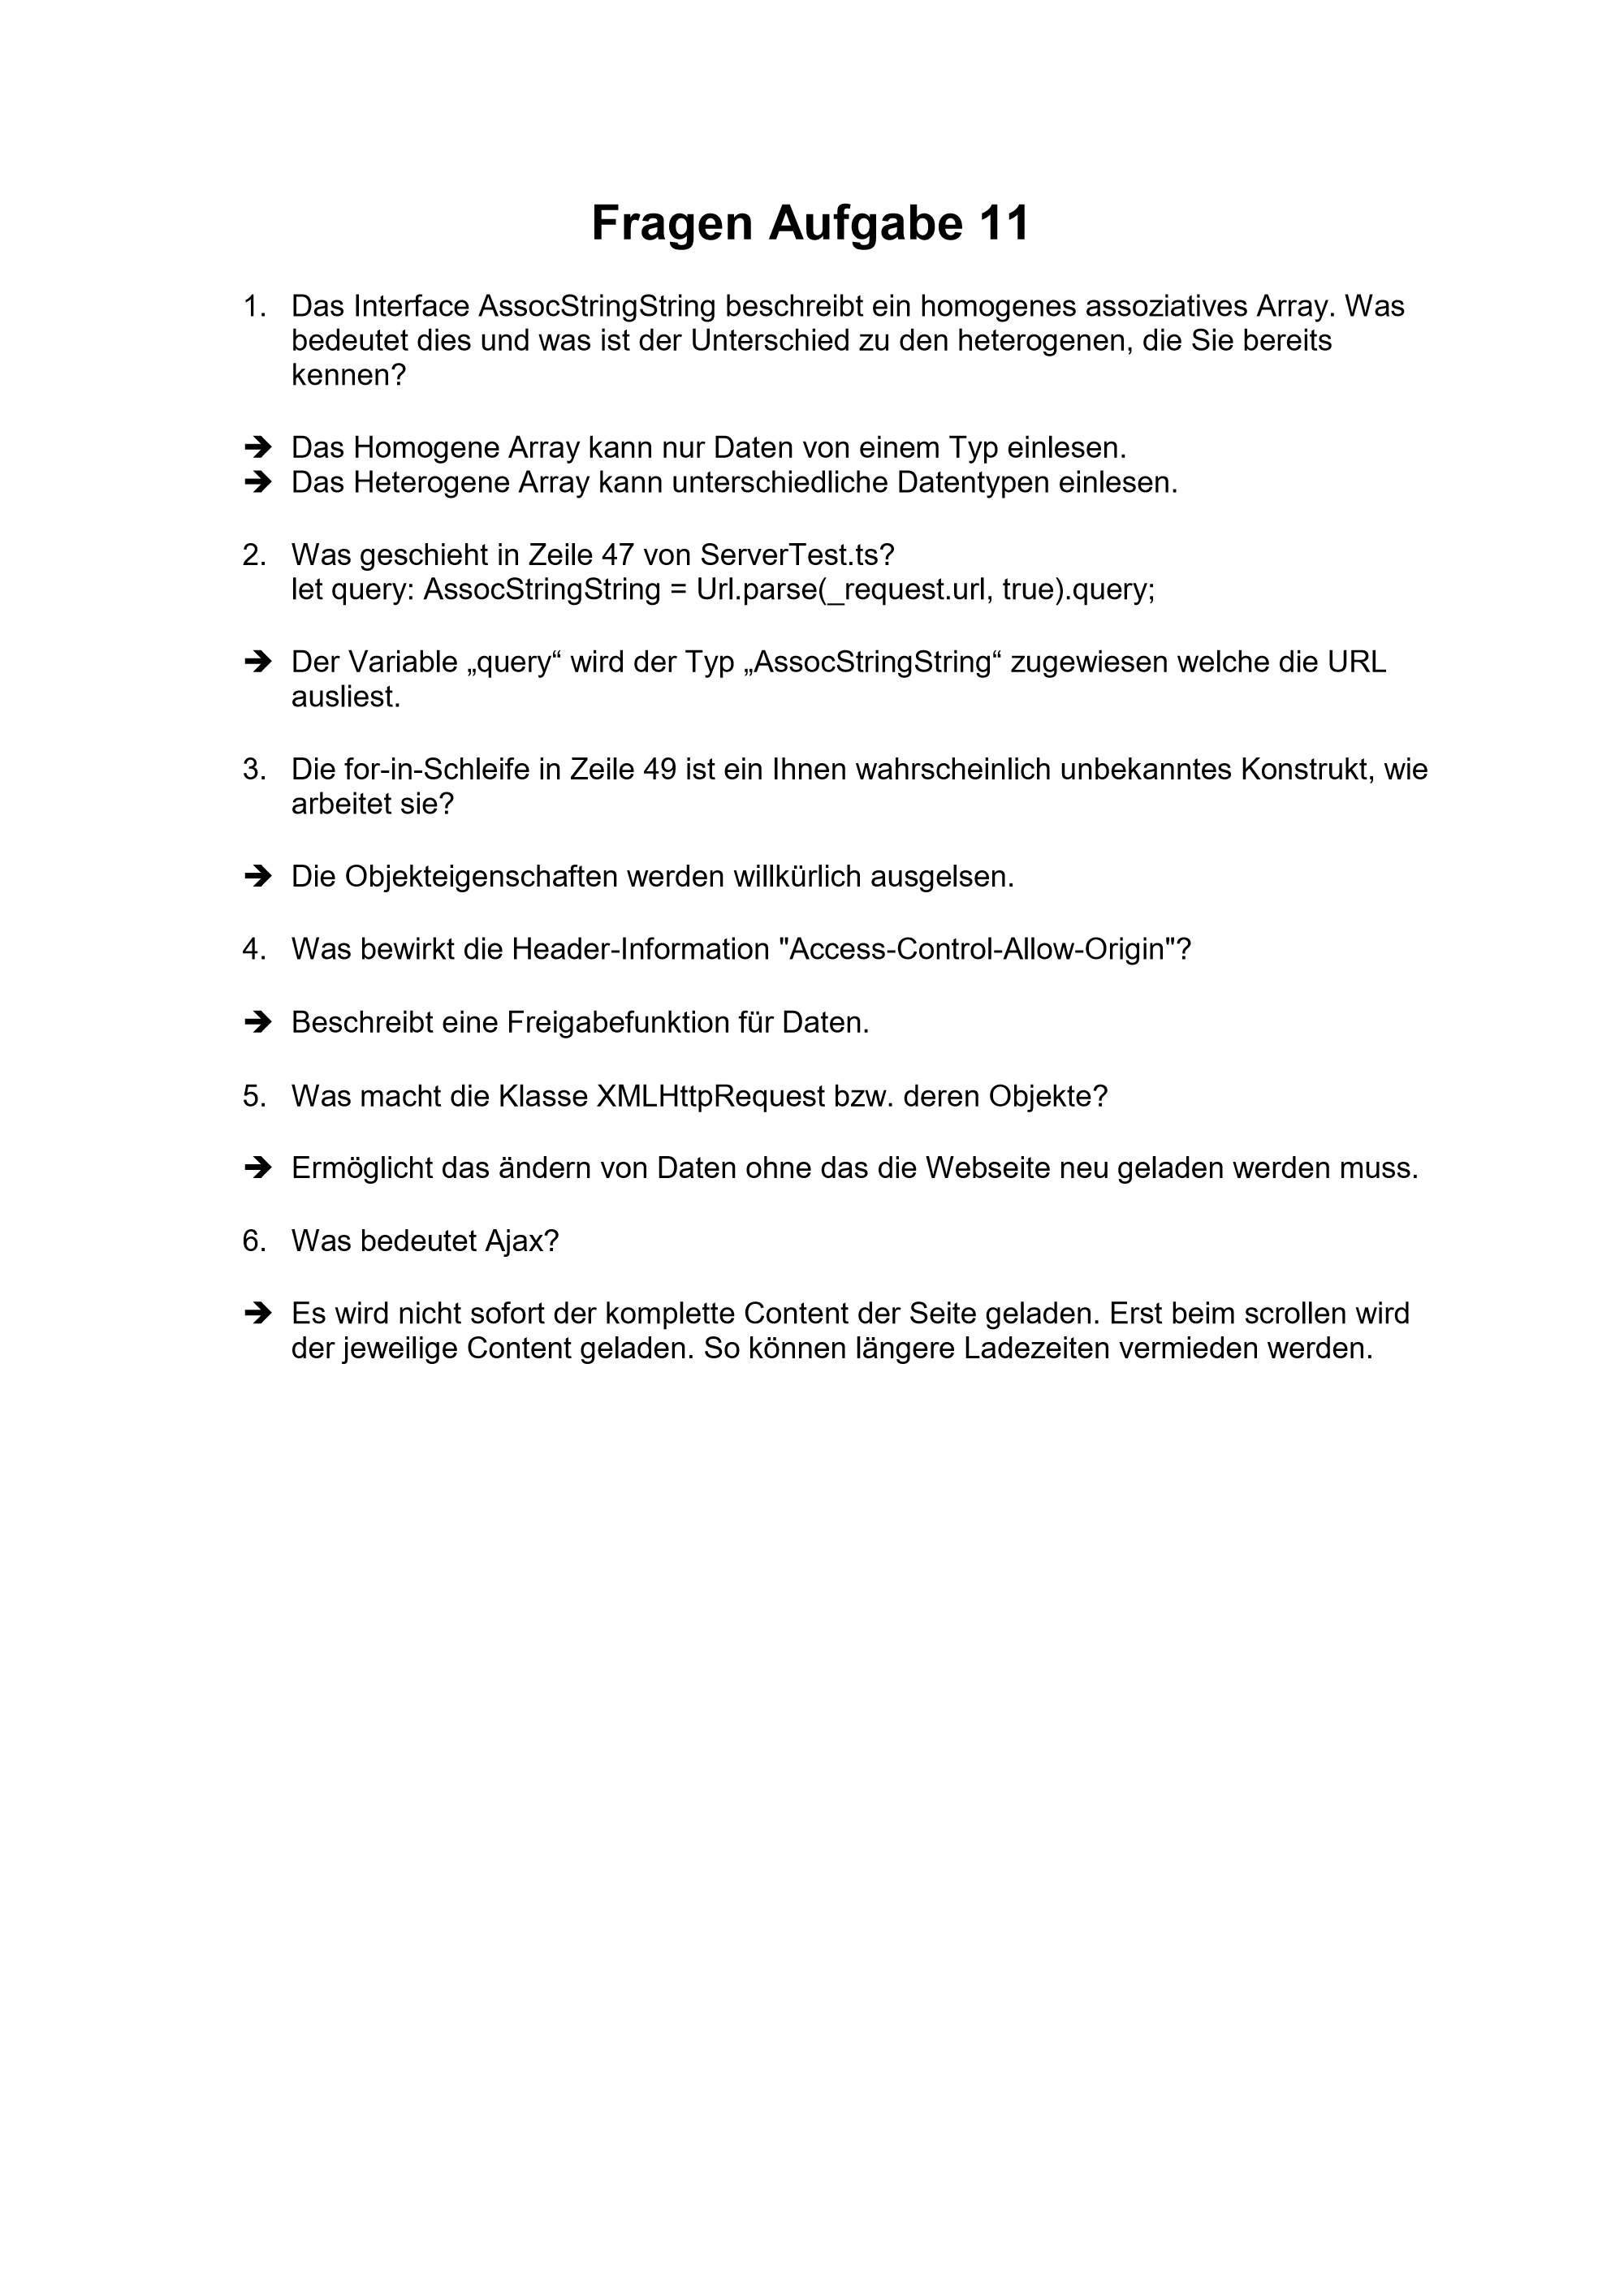 Fragen Aufgabe 11
1. Das Interface AssocStringString beschreibt ein homogenes assoziatives Array. Was
bedeutet dies und was ist der Unterschied zu den heterogenen, die Sie bereits
kennen?
➔ Das Homogene Array kann nur Daten von einem Typ einlesen.
➔ Das Heterogene Array kann unterschiedliche Datentypen einlesen.
2. Was geschieht in Zeile 47 von ServerTest.ts?
let query: AssocStringString = Url.parse(_request.url, true).query;
➔ Der Variable „query“ wird der Typ „AssocStringString“ zugewiesen welche die URL
ausliest.
3. Die for-in-Schleife in Zeile 49 ist ein Ihnen wahrscheinlich unbekanntes Konstrukt, wie
arbeitet sie?
➔ Die Objekteigenschaften werden willkürlich ausgelsen.
4. Was bewirkt die Header-Information "Access-Control-Allow-Origin"?
➔ Beschreibt eine Freigabefunktion für Daten.
5. Was macht die Klasse XMLHttpRequest bzw. deren Objekte?
➔ Ermöglicht das ändern von Daten ohne das die Webseite neu geladen werden muss.
6. Was bedeutet Ajax?
➔ Es wird nicht sofort der komplette Content der Seite geladen. Erst beim scrollen wird
der jeweilige Content geladen. So können längere Ladezeiten vermieden werden.